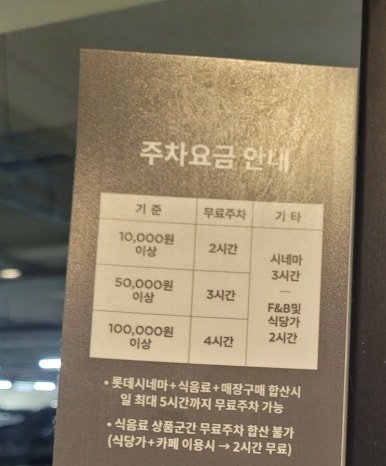 주차요금 안내
기 준 무료주차 기 타
10,000원
이상
2시간
50,000원
이상
3시간
100,000원
이상
4시간
시네마
3시간
—
F&B및
식당가
2시간
• 롯데시네마+식음료+매장구매 합산시
일 최대 5시간까지 무료주차 가능
• 식음료 상품군간 무료주차 합산 불가
(식당가+카페 이용시 → 2시간 무료)